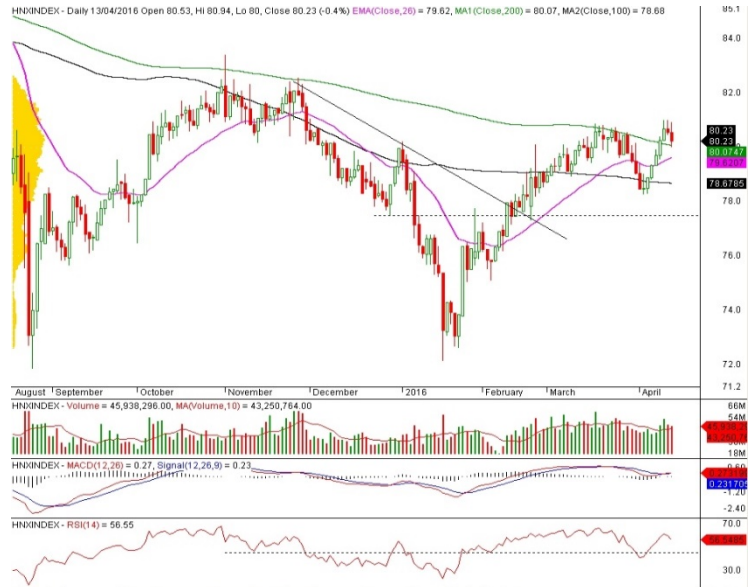 HNXINDEX - Daily 13/04/2016 Open 80.53, Hi 80.94, Lo 80, Close 80.23 (-0.4%) EMA(Close,26) = 79.62, MA1(Close,200) = 80.07, MA2(Close,100) = 78.68
85.1
84.0
82.0
80.23
80.23
80.0747
79.6207
78.6785
78.0
76.0
74.0
72.0
71.2
August September October November December 2016 February March April
HNXINDEX - Volume = 45,938,296.00, MA(Volume,10) = 43,250,764.00
66M
54M
18M
HNXINDEX - MACD(12,26) = 0.27, Signal(12,26,9) = 0.23
0.60
0.231705
-1.20
-2.40
HNXINDEX - RSI(14) = 56.55
70.0
56.5485
30.0